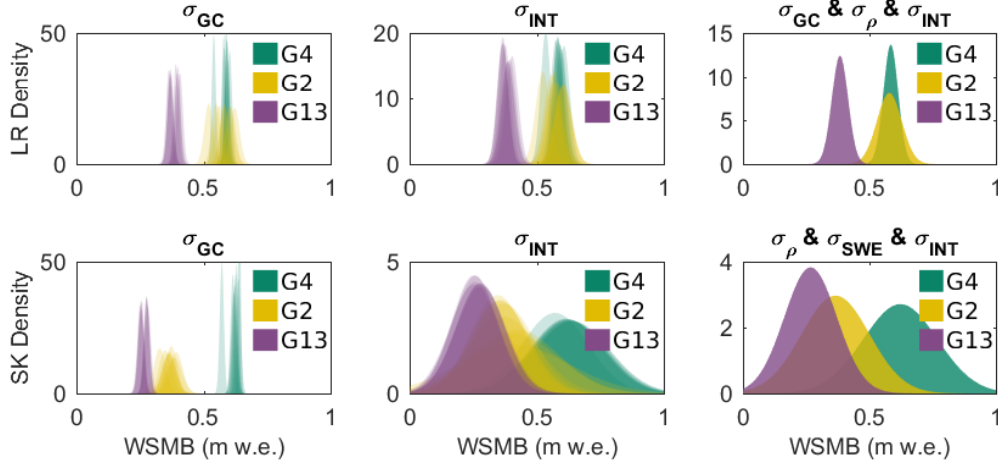 σGC
σINT
σGC & σρ & σINT
50
0
LR Density
0
0.5
1
G4
G2
G13
20
10
0
0
0.5
1
G4
G2
G13
15
10
5
0
0
0.5
1
G4
G2
G13
σGC
σINT
σρ & σSWE & σINT
50
0
SK Density
0
0.5
1
WSMB (m w.e.)
G4
G2
G13
5
0
0
0.5
1
WSMB (m w.e.)
G4
G2
G13
4
2
0
0
0.5
1
WSMB (m w.e.)
G4
G2
G13